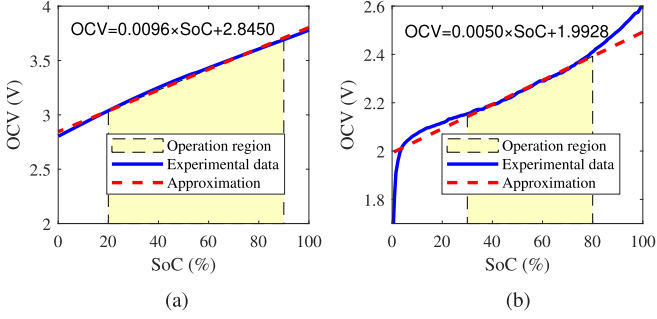 OCV=0.0096×SoC+2.8450
4
3.5
3
2.5
2
OCV (V)
Operation region
Experimental data
Approximation
0 20 40 60 80 100
SoC (%)
(a)
OCV=0.0050×SoC+1.9928
2.6
2.4
2.2
2
1.8
OCV (V)
Operation region
Experimental data
Approximation
0 20 40 60 80 100
SoC (%)
(b)